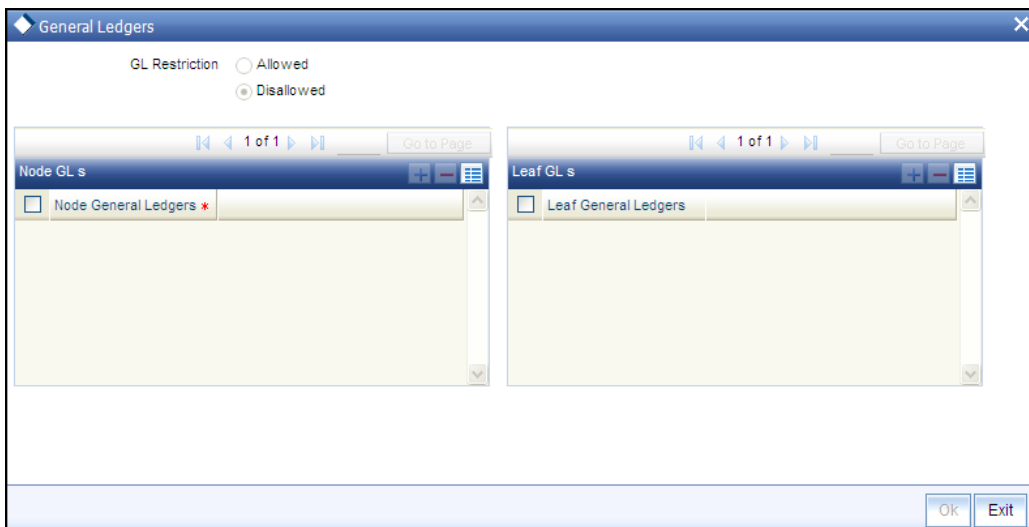 General Ledgers
GL Restriction Allowed
Disallowed
1 of 1 Go to Page
Node GL s
Node General Ledgers *
1 of 1 Go to Page
Leaf GL s
Leaf General Ledgers
Ok Exit